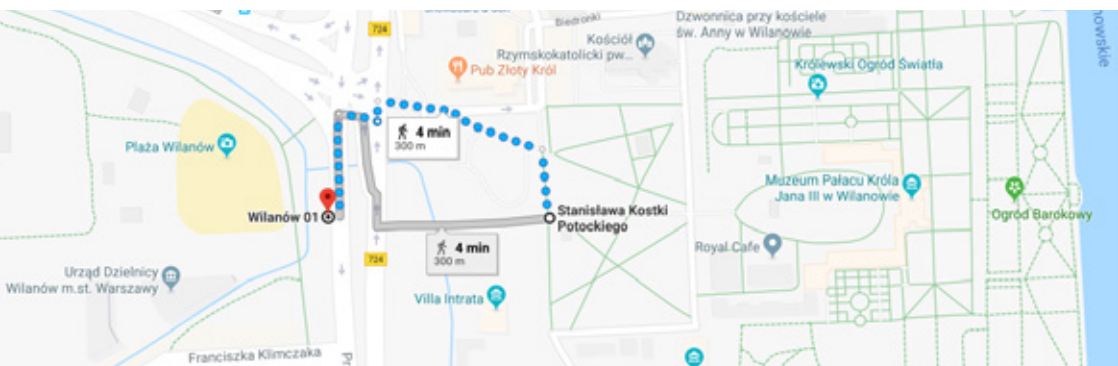 724
Biedronki
Dzwonnica przy kościele
św. Anny w Wilanowie
Kościół
Rzymskokatolicki pw...
Pub Złoty Król
Królewski Ogród Światła
4 min
300 m
Plaża Wilanów
Muzeum Pałacu Króla
Jana III w Wilanowie
Ogród Barokowy
Wilanów 01
Stanisława Kostki
Potockiego
4 min
300 m
Royal Cafe
724
Urząd Dzielnicy
Wilanów m.st. Warszawy
Villa Intrata
Franciszka Klimczaka